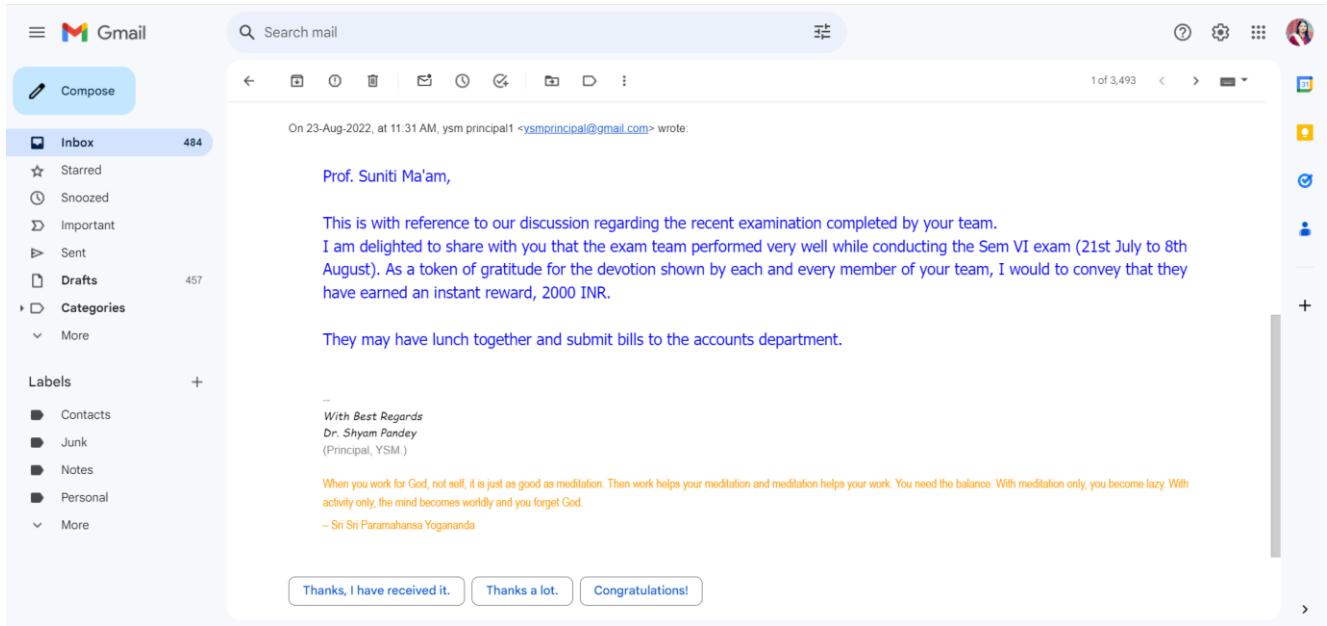 Gmail
Search mail
Compose
1 of 3,493
Inbox 484
Starred
Snoozed
Important
Sent
Drafts 457
Categories
More
Labels
Contacts
Junk
Notes
Personal
More
On 23-Aug-2022, at 11:31 AM, ysm principal1 <ysmprincipal@gmail.com> wrote:
Prof. Suniti Ma'am,
This is with reference to our discussion regarding the recent examination completed by your team.
I am delighted to share with you that the exam team performed very well while conducting the Sem VI exam (21st July to 8th
August). As a token of gratitude for the devotion shown by each and every member of your team, I would to convey that they
have earned an instant reward, 2000 INR.
They may have lunch together and submit bills to the accounts department.
--
With Best Regards
Dr. Shyam Pandey
(Principal, YSM.)
When you work for God, not self, it is just as good as meditation. Then work helps your meditation and meditation helps your work. You need the balance. With meditation only, you become lazy. With
activity only, the mind becomes worldly and you forget God.
– Sri Sri Paramahansa Yogananda
Thanks, I have received it.
Thanks a lot.
Congratulations!
31